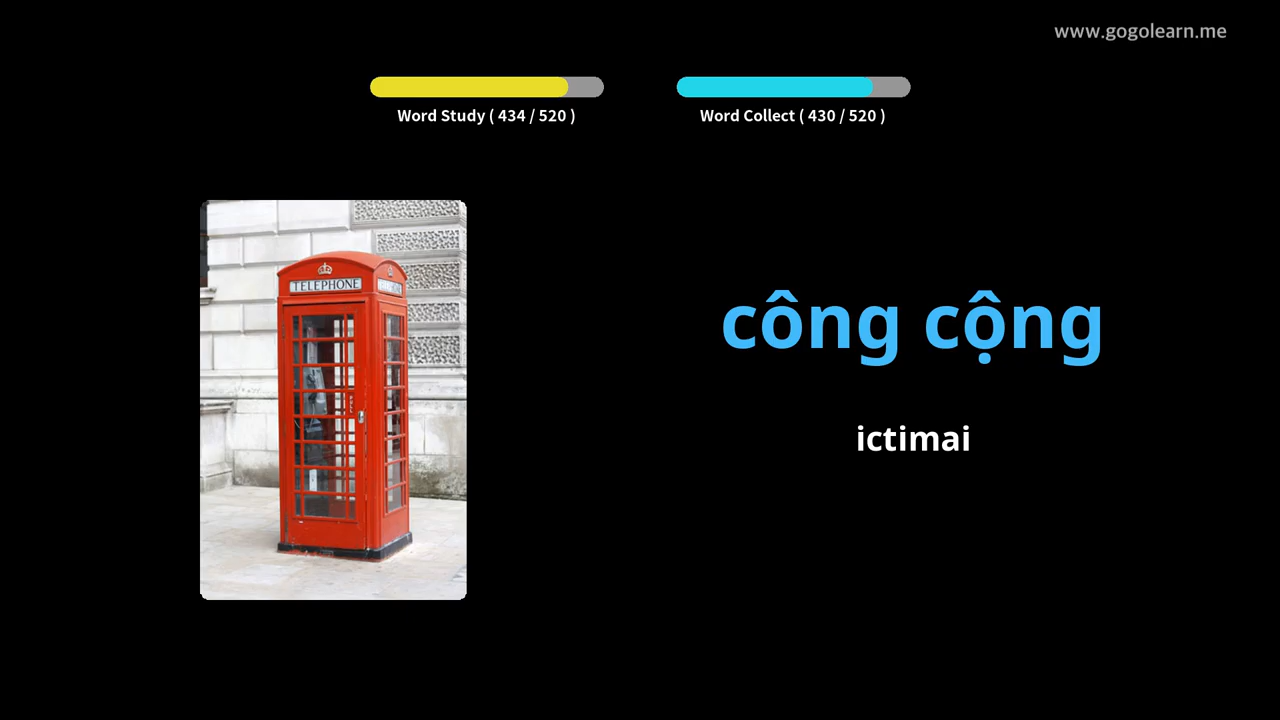 www.gogolearn.me
Word Study ( 434 / 520 )
Word Collect ( 430 / 520 )
TELEPHONE
công cộng
ictimai